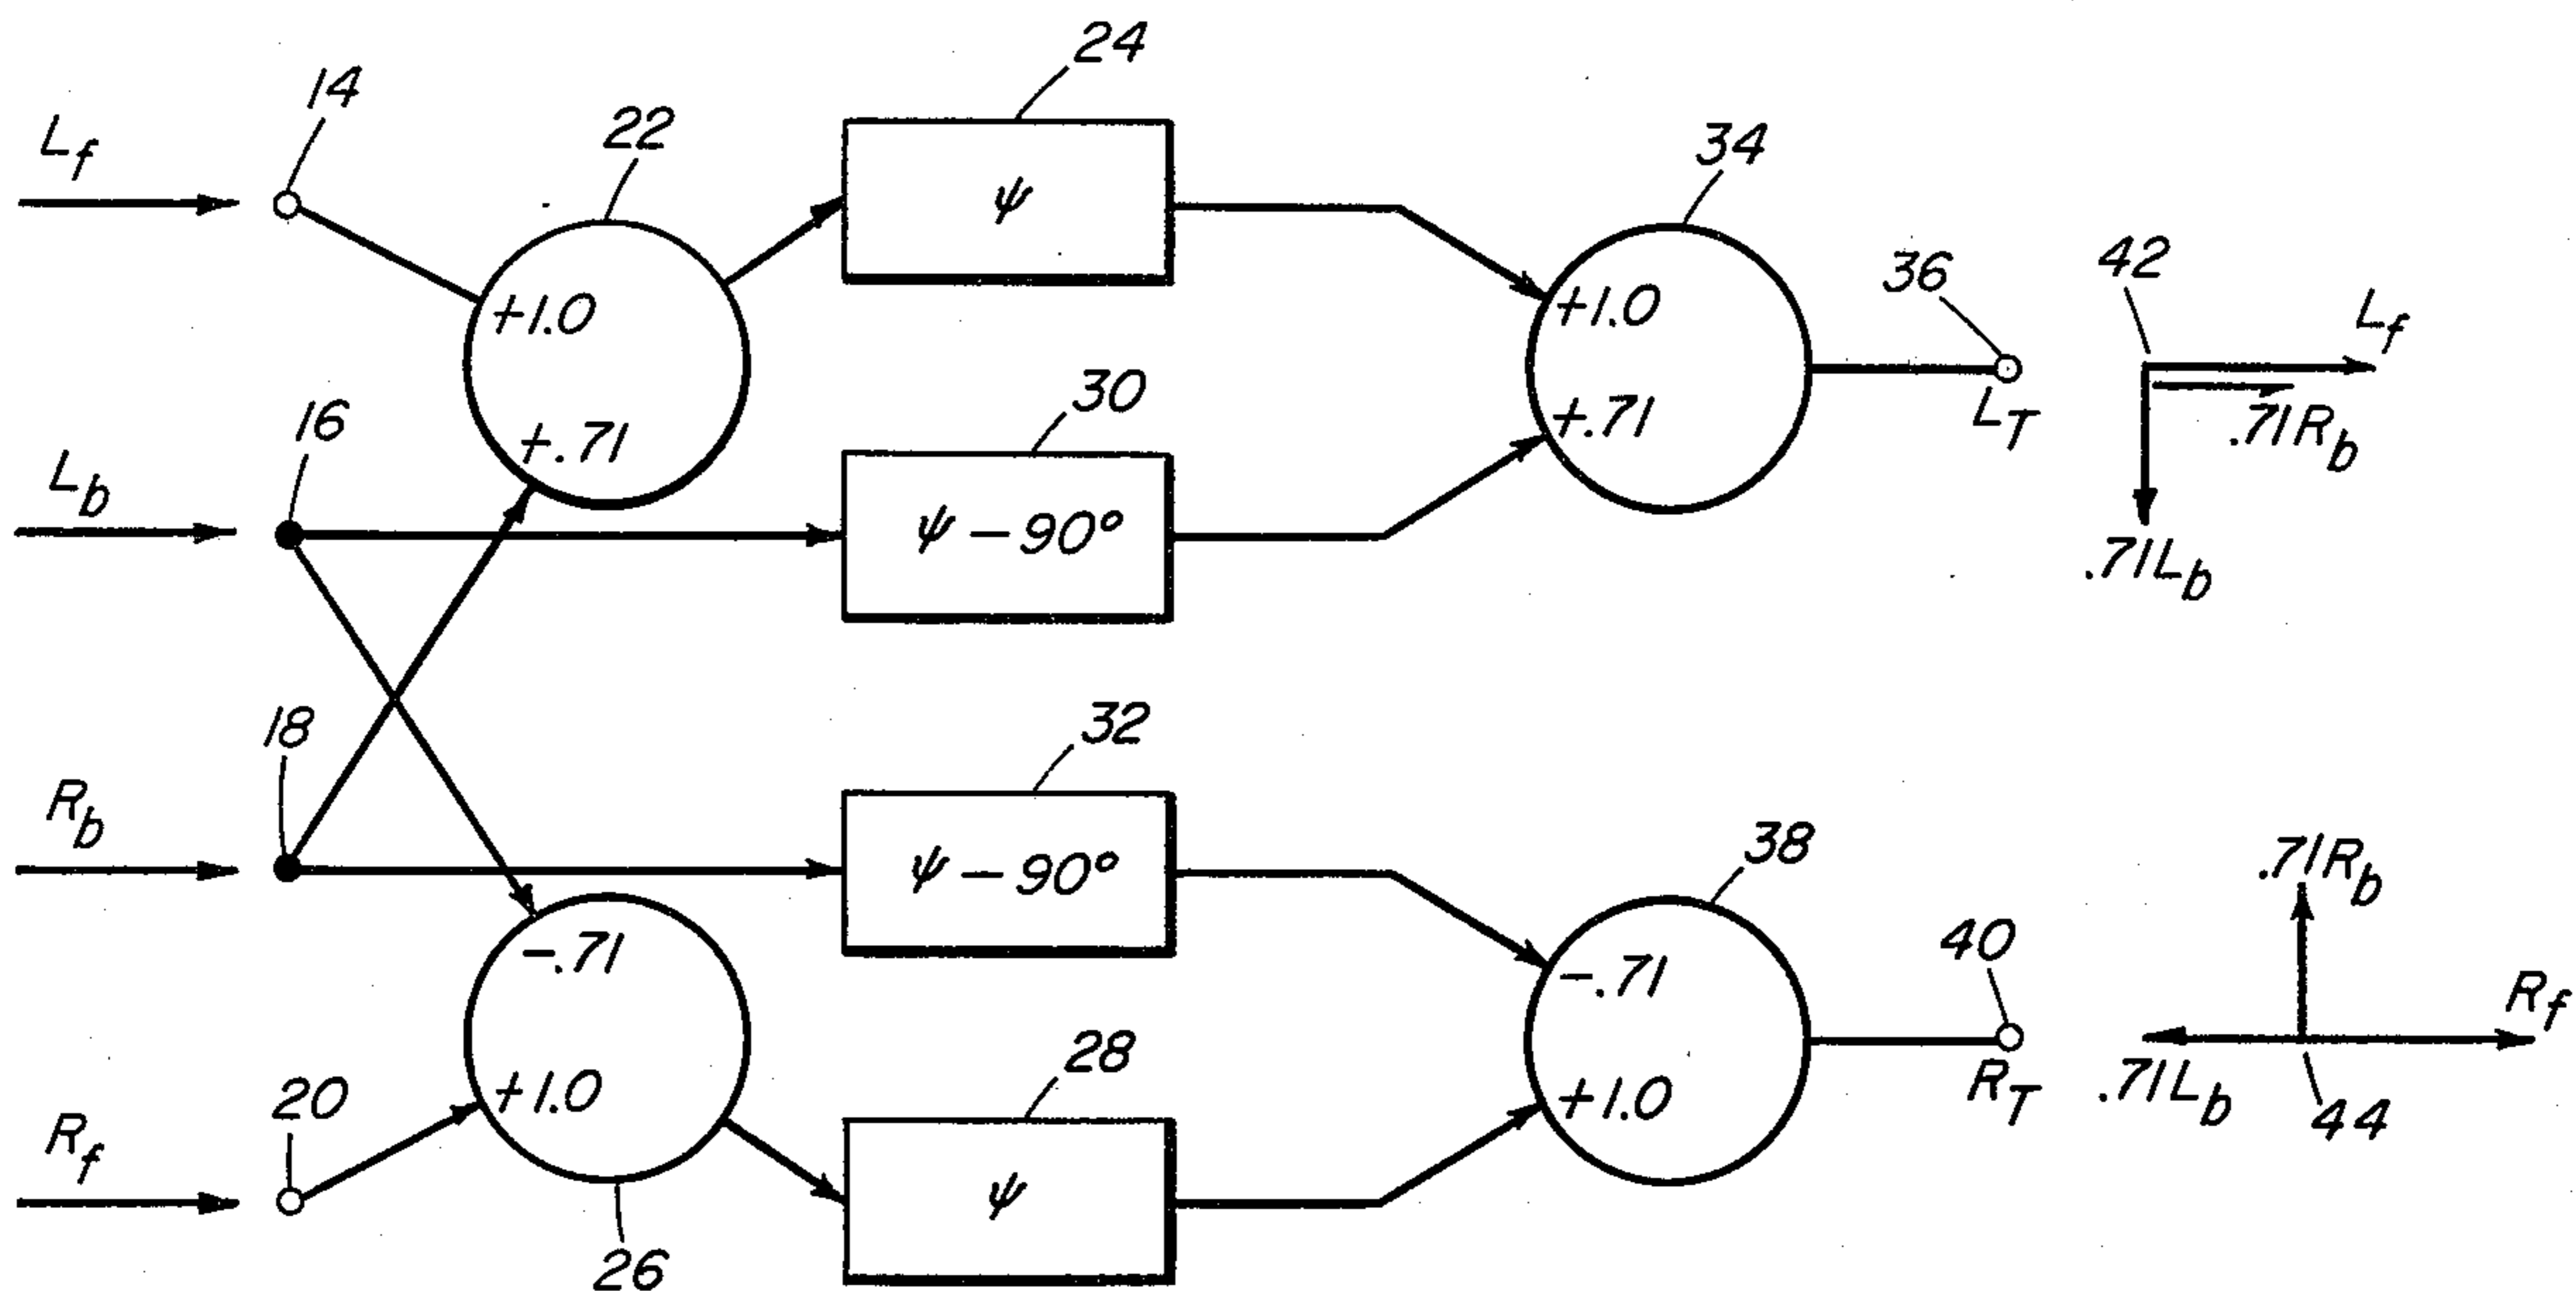 24
14
22
34
L_f
ψ
+1.0
+1.0
36
42
L_f
16
30
+.71
+.71
L_T
.71R_b
L_b
ψ – 90°
.71L_b
18
32
38
R_b
ψ – 90°
.71R_b
–.71
–.71
40
R_f
20
+1.0
28
+1.0
R_T
.71L_b
44
R_f
ψ
26